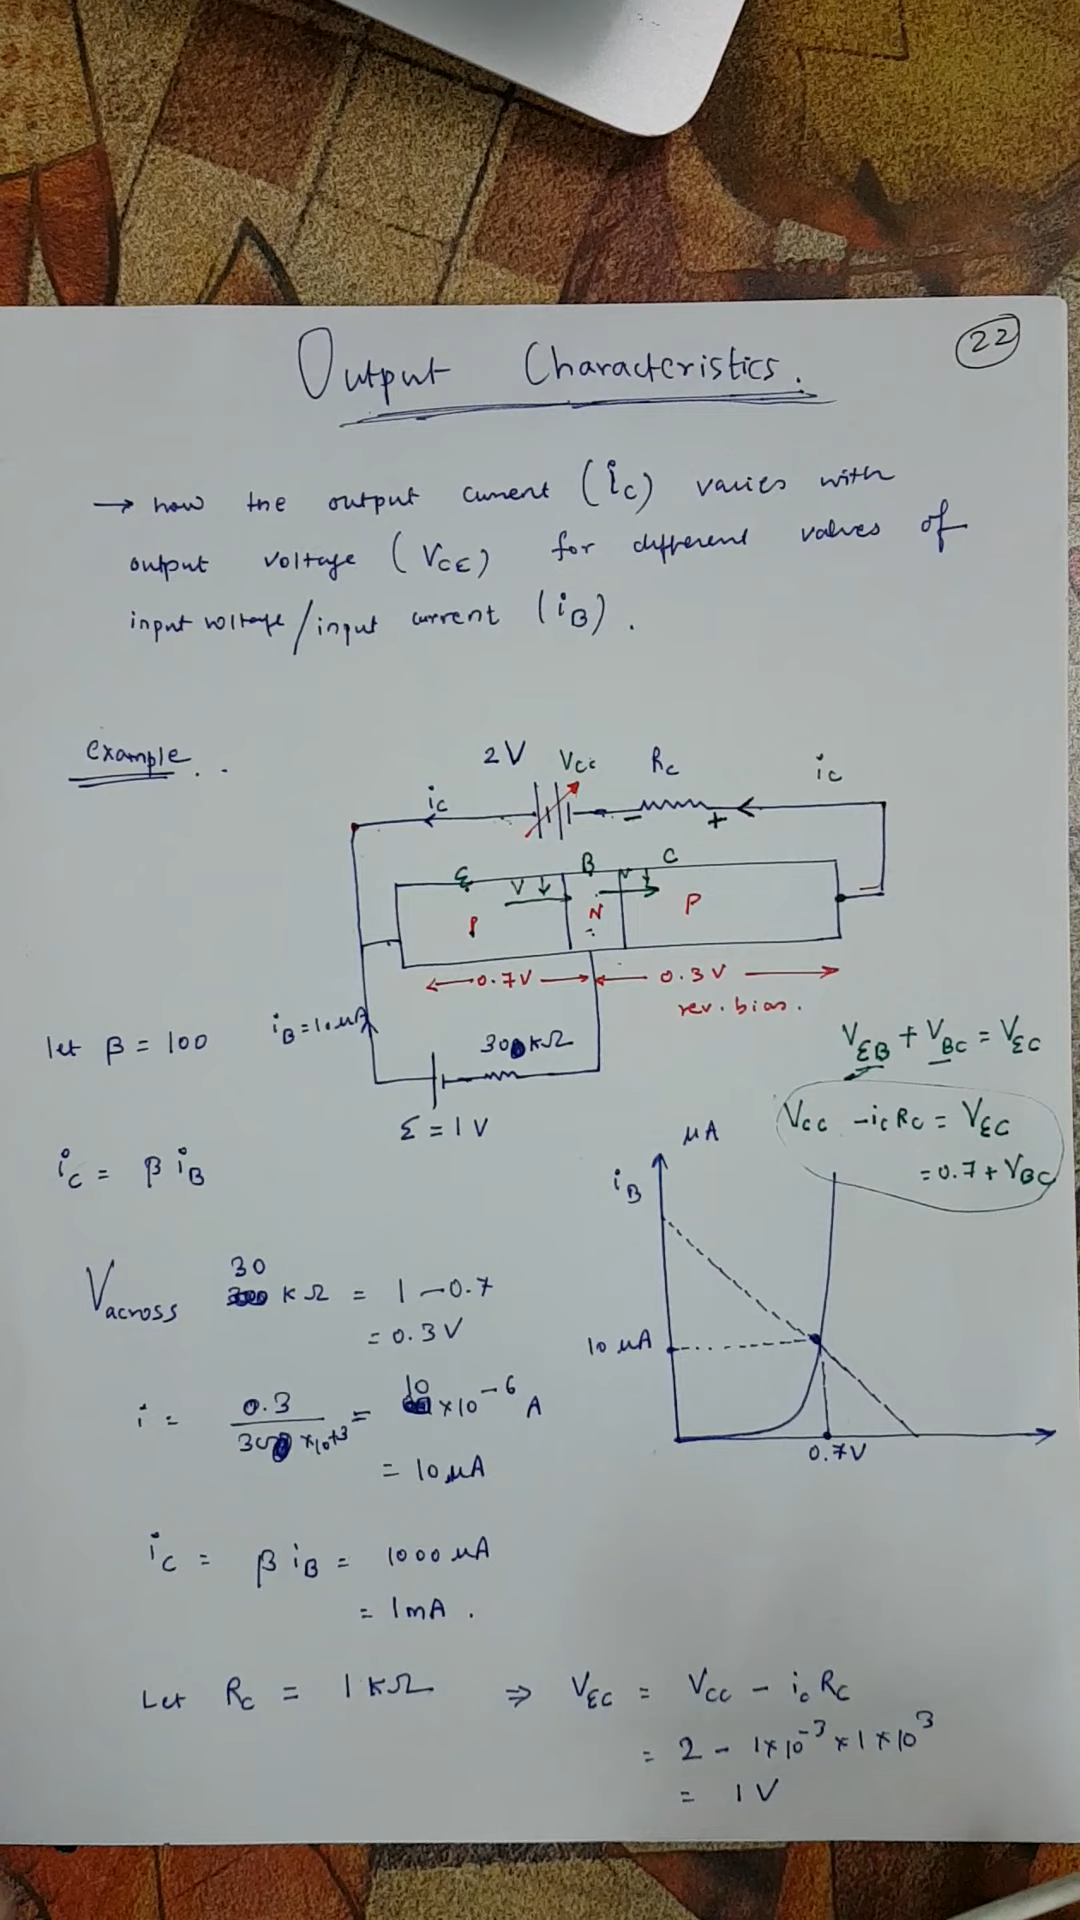 22
Output Characteristics.
→ how the output current (ic) varies with
output voltage (VCE) for different values of
input voltage/input current (iB).
Example..
2V Vcc Rc ic
ic
- +
E B C
V
P N P
0.7V 0.3V
rev. bias.
let β = 100
iB=10μA
30 kΩ
VEB + VBC = VEC
Σ = 1V
Vcc - ic Rc = VEC
= 0.7 + VBC
ic = β iB
μA
iB
Vacross 30 kΩ = 1 - 0.7
= 0.3 V
10 μA
i = 0.3 / 30 ×10+3 = 10 ×10-6 A
= 10 μA
0.7V
ic = β iB = 1000 μA
= 1mA .
Let Rc = 1 kΩ ⇒ VEC = Vcc - ic Rc
= 2 - 1×10-3 × 1×103
= 1V